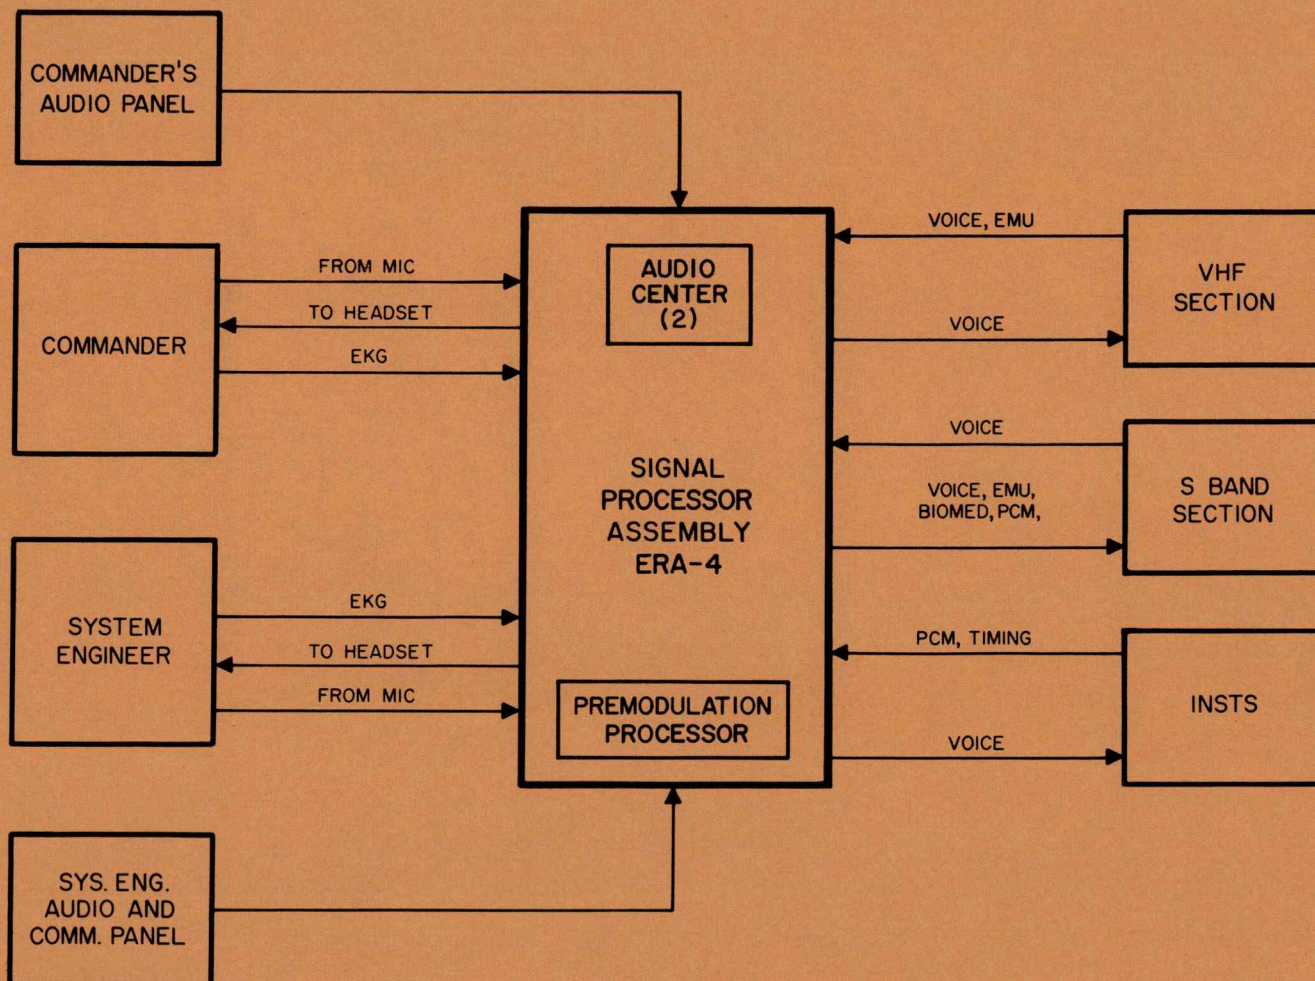 COMMANDER'S
AUDIO PANEL
COMMANDER
FROM MIC
TO HEADSET
EKG
SYSTEM
ENGINEER
EKG
TO HEADSET
FROM MIC
SYS. ENG.
AUDIO AND
COMM. PANEL
AUDIO
CENTER
(2)
SIGNAL
PROCESSOR
ASSEMBLY
ERA-4
PREMODULATION
PROCESSOR
VOICE, EMU
VOICE
VHF
SECTION
VOICE
VOICE, EMU,
BIOMED, PCM,
S BAND
SECTION
PCM, TIMING
VOICE
INSTS